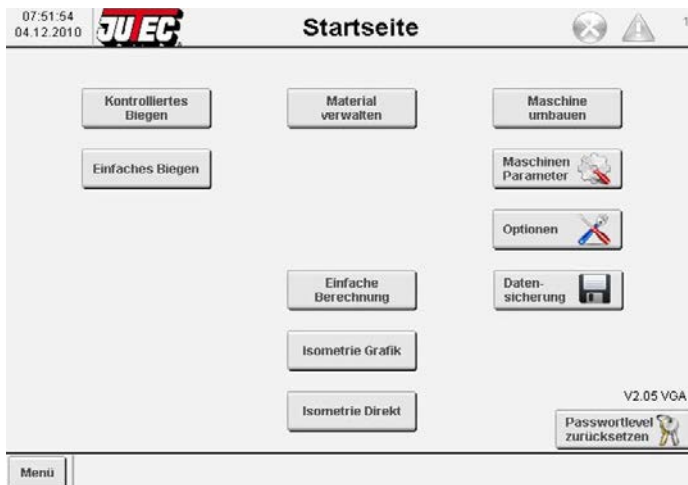 07:51:54
04.12.2010
JUTEC
Startseite
1
Kontrolliertes
Biegen
Material
verwalten
Maschine
umbauen
Einfaches Biegen
Maschinen
Parameter
Optionen
Einfache
Berechnung
Daten-
sicherung
Isometrie Grafik
Isometrie Direkt
V2.05 VGA
Passwortlevel
zurücksetzen
Menü